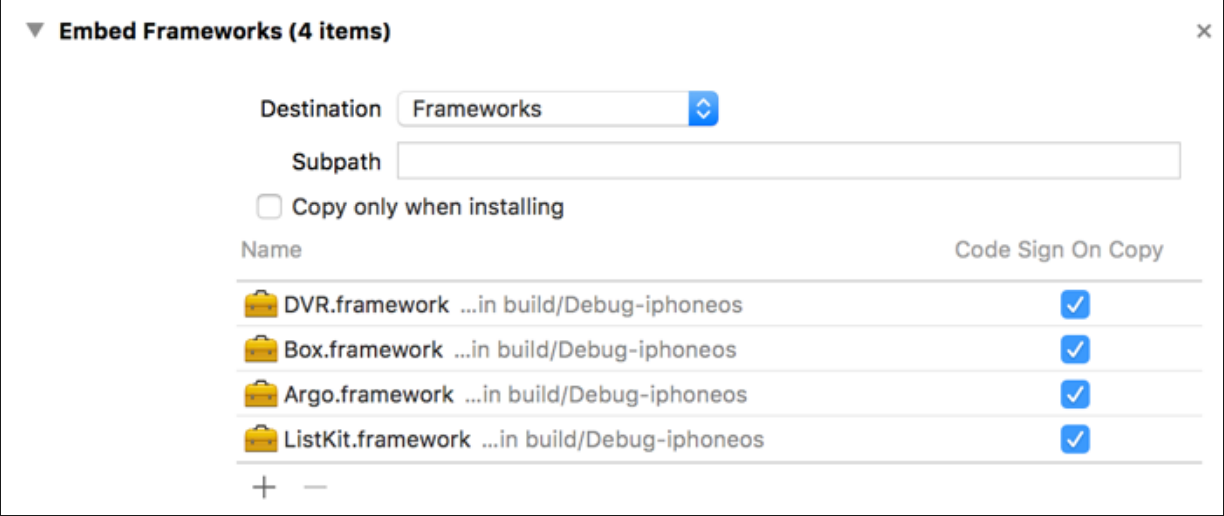 Embed Frameworks (4 items)
Destination Frameworks
Subpath
Copy only when installing
Name Code Sign On Copy
DVR.framework ...in build/Debug-iphoneos
Box.framework ...in build/Debug-iphoneos
Argo.framework ...in build/Debug-iphoneos
ListKit.framework ...in build/Debug-iphoneos